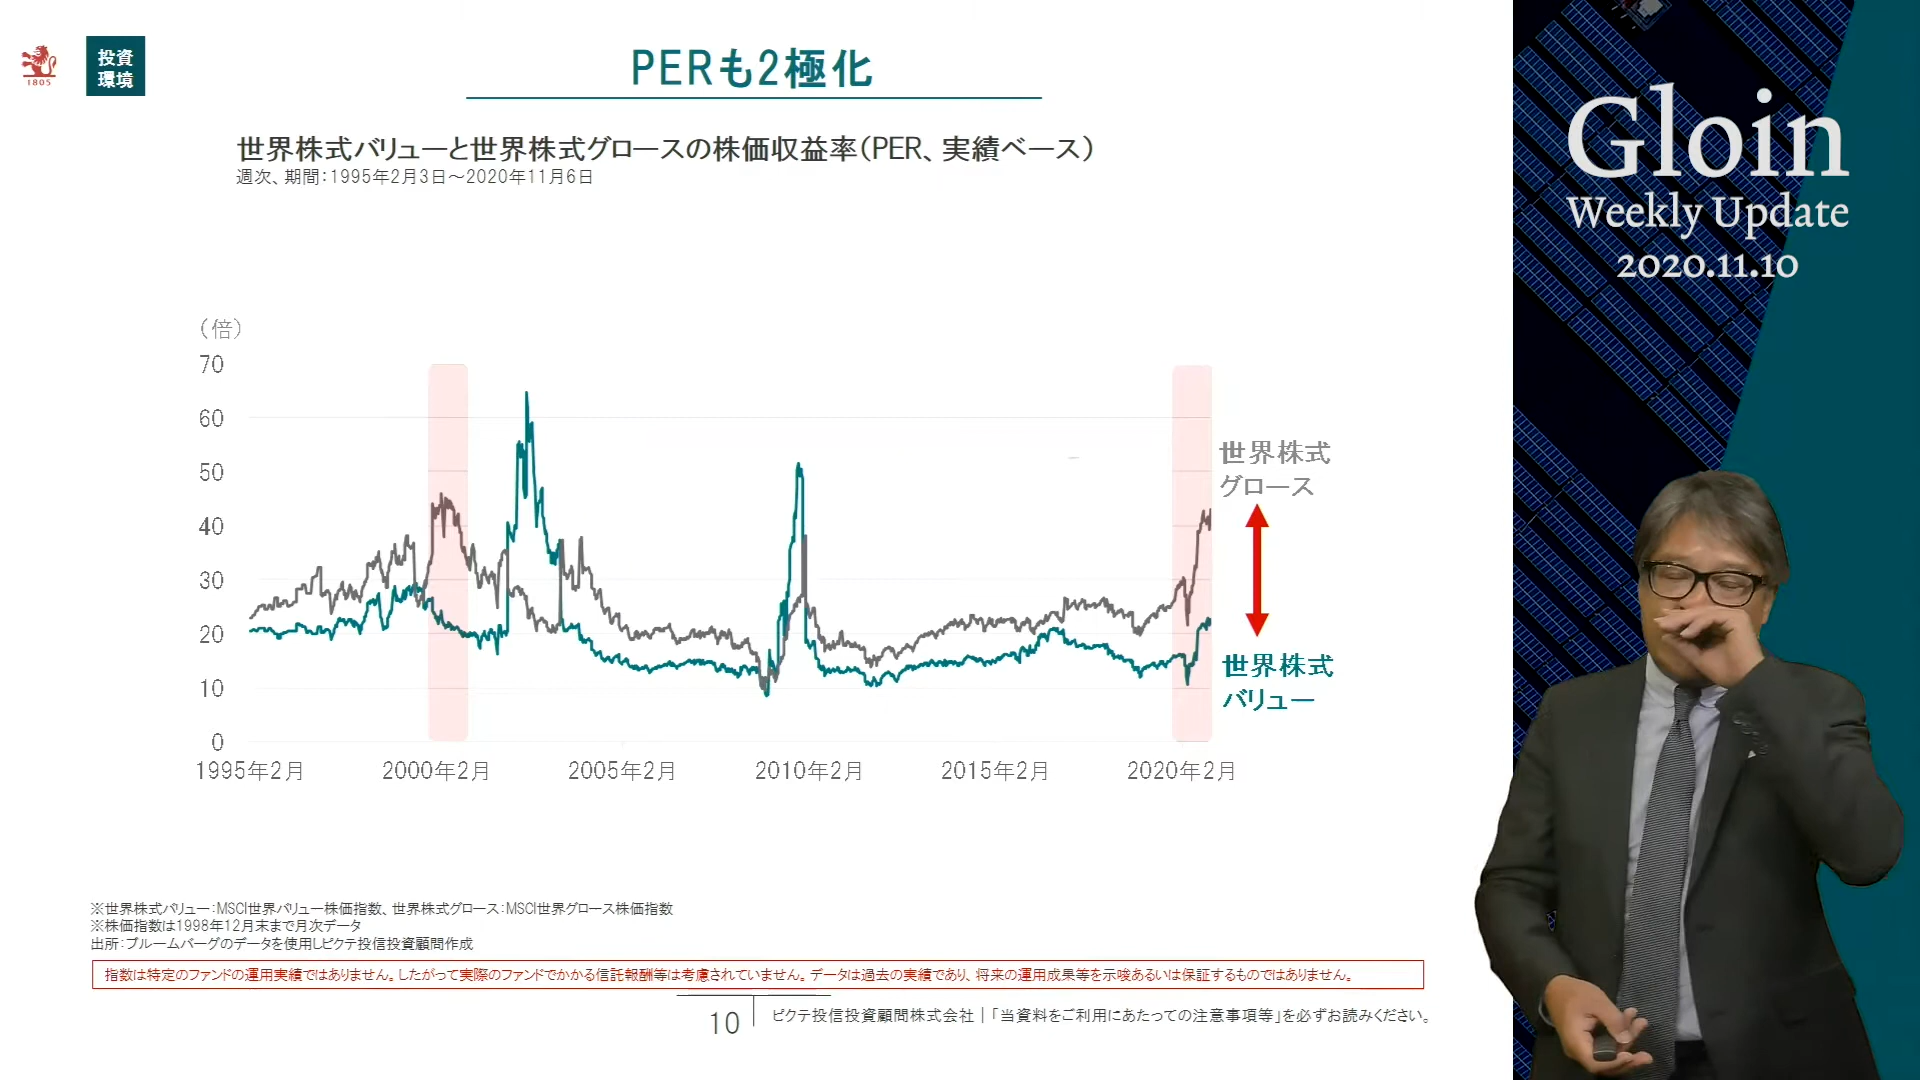 1805
投資
環境
PERも2極化
世界株式バリューと世界株式グロースの株価収益率(PER、実績ベース)
週次、期間:1995年2月3日～2020年11月6日
(倍)
70
60
50
40
30
20
10
0
1995年2月 2000年2月 2005年2月 2010年2月 2015年2月 2020年2月
世界株式
グロース
世界株式
バリュー
※世界株式バリュー:MSCI世界バリュー株価指数、世界株式グロース:MSCI世界グロース株価指数
※株価指数は1998年12月末まで月次データ
出所:ブルームバーグのデータを使用しピクテ投信投資顧問作成
指数は特定のファンドの運用実績ではありません。したがって実際のファンドでかかる信託報酬等は考慮されていません。データは過去の実績であり、将来の運用成果等を示唆あるいは保証するものではありません。
10
ピクテ投信投資顧問株式会社|「当資料をご利用にあたっての注意事項等」を必ずお読みください。
Gloin
Weekly Update
2020.11.10